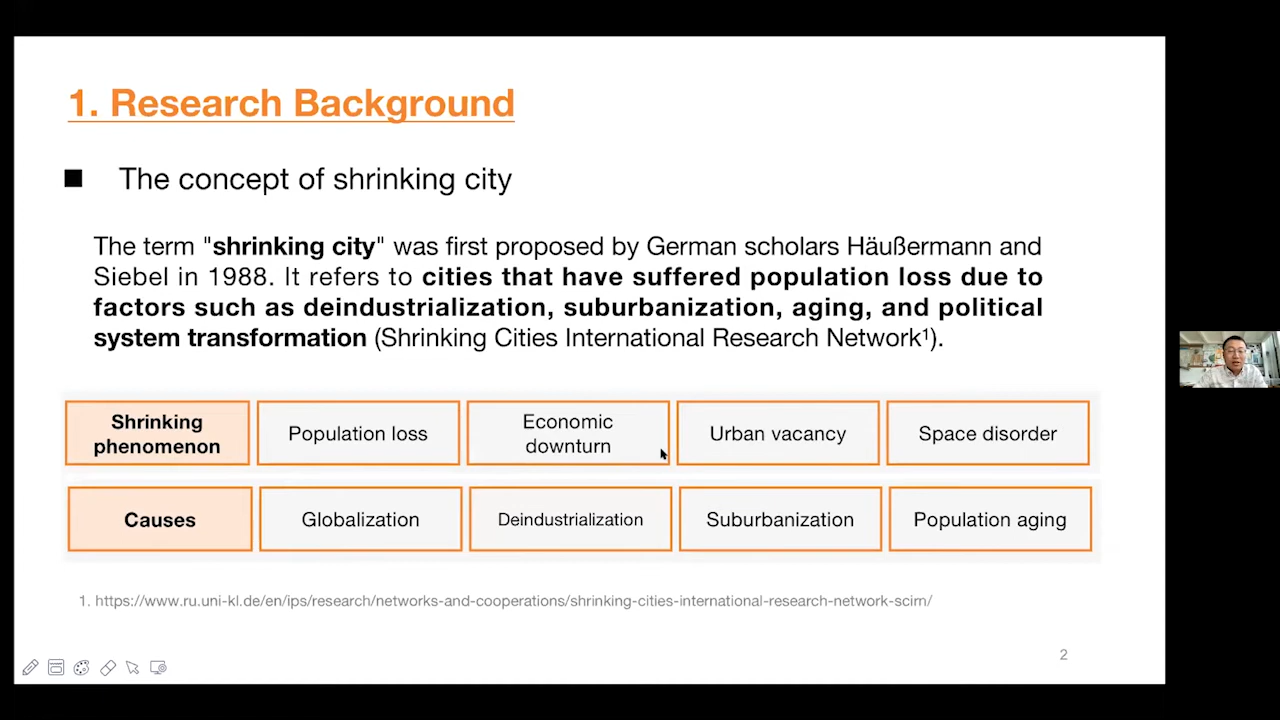 1. Research Background
■ The concept of shrinking city
The term "shrinking city" was first proposed by German scholars Häußermann and
Siebel in 1988. It refers to cities that have suffered population loss due to
factors such as deindustrialization, suburbanization, aging, and political
system transformation (Shrinking Cities International Research Network¹).
Shrinking
phenomenon
Population loss
Economic
downturn
Urban vacancy
Space disorder
Causes
Globalization
Deindustrialization
Suburbanization
Population aging
1. https://www.ru.uni-kl.de/en/ips/research/networks-and-cooperations/shrinking-cities-international-research-network-scirn/
2